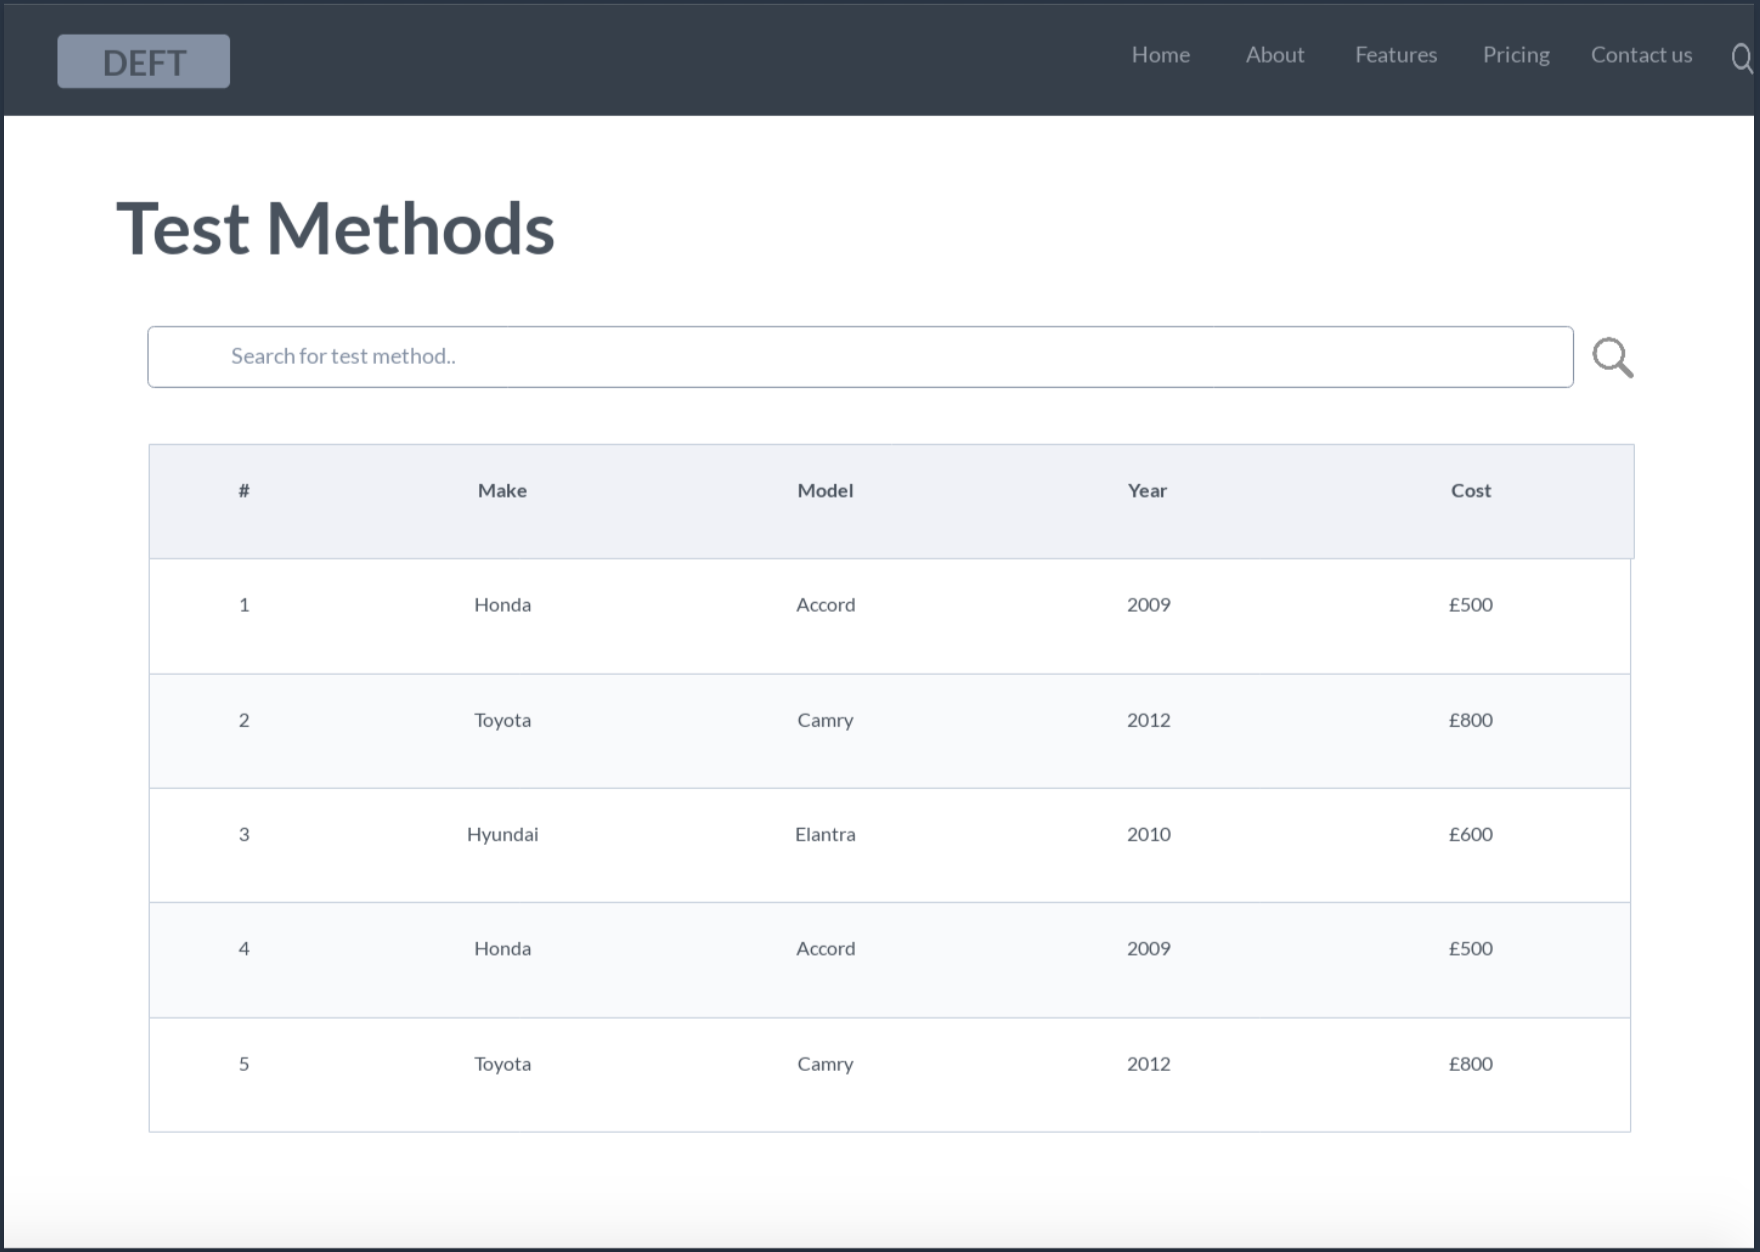 DEFT
Home About Features Pricing Contact us
Test Methods
Search for test method..
# Make Model Year Cost
1 Honda Accord 2009 £500
2 Toyota Camry 2012 £800
3 Hyundai Elantra 2010 £600
4 Honda Accord 2009 £500
5 Toyota Camry 2012 £800